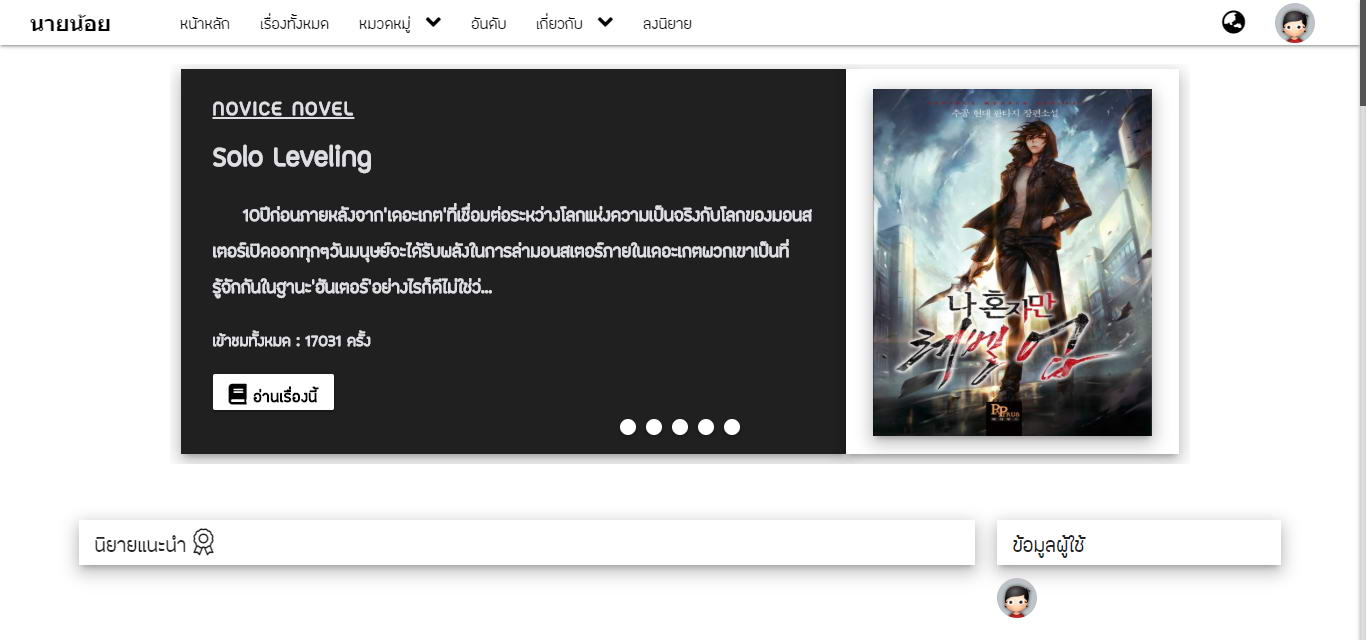 นายน้อย
หน้าหลัก เรื่องทั้งหมด หมวดหมู่ อันดับ เกี่ยวกับ ลงนิยาย
NOVICE NOVEL
Solo Leveling
10ปีก่อนภายหลังจาก'เดอะเกต'ที่เชื่อมต่อระหว่างโลกแห่งความเป็นจริงกับโลกของมอนส
เตอร์เปิดออกทุกๆวันมนุษย์จะได้รับพลังในการล่ามอนสเตอร์ภายในเดอะเกตพวกเขาเป็นที่
รู้จักกันในฐานะ'ฮันเตอร์'อย่างไรก็ดีไม่ใช่ว่...
เข้าชมทั้งหมด : 17031 ครั้ง
อ่านเรื่องนี้
추공 현대 판타지 장편소설
나 혼자만
레벨업
นิยายแนะนำ
ข้อมูลผู้ใช้